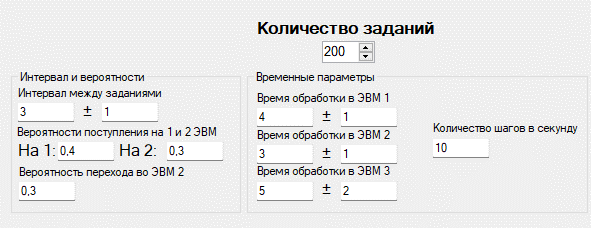 Количество заданий
200
Интервал и вероятности
Интервал между заданиями
3 ± 1
Вероятности поступления на 1 и 2 ЭВМ
На 1: 0,4 На 2: 0,3
Вероятность перехода во ЭВМ 2
0,3
Временные параметры
Время обработки в ЭВМ 1
4 ± 1
Время обработки в ЭВМ 2
3 ± 1
Время обработки в ЭВМ 3
5 ± 2
Количество шагов в секунду
10